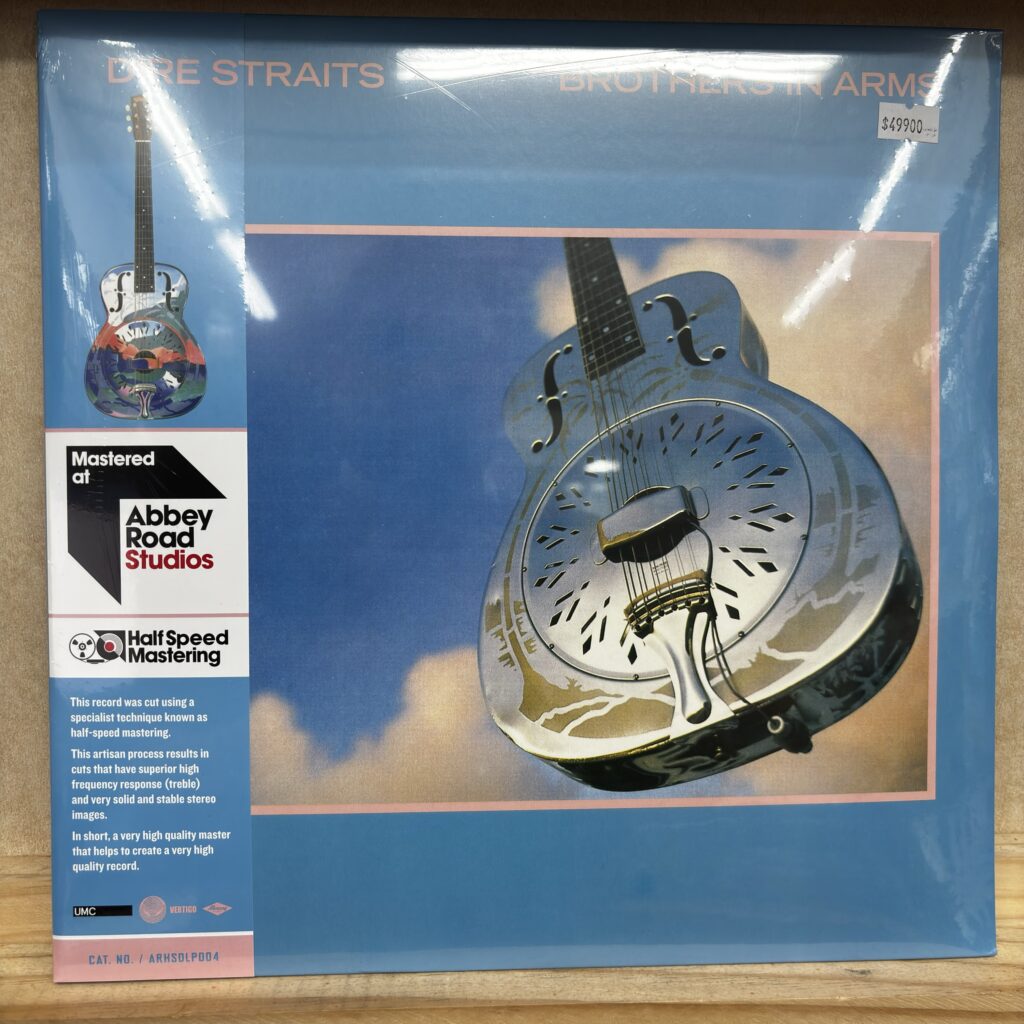 DIRE STRAITS
BROTHERS IN ARMS
$49900
Mastered
at
Abbey
Road
Studios
Half Speed
Mastering
This record was cut using a
specialist technique known as
half-speed mastering.
This artisan process results in
cuts that have superior high
frequency response (treble)
and very solid and stable stereo
images.
In short, a very high quality master
that helps to create a very high
quality record.
UMC
VERTIGO
CAT. NO. / ARHSDLP004